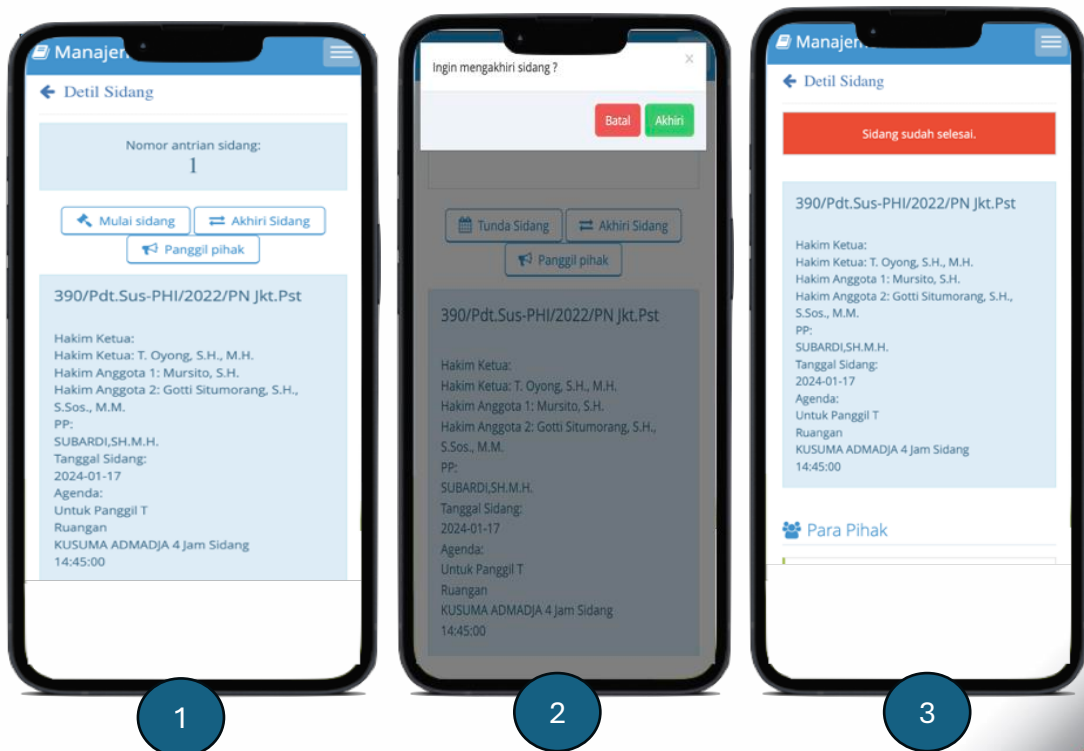 Manajem
Detil Sidang
Nomor antrian sidang:
1
Mulai sidang
Akhiri Sidang
Panggil pihak
390/Pdt.Sus-PHI/2022/PN Jkt.Pst
Hakim Ketua:
Hakim Ketua: T. Oyong, S.H., M.H.
Hakim Anggota 1: Mursito, S.H.
Hakim Anggota 2: Gotti Situmorang, S.H.,
S.Sos., M.M.
PP:
SUBARDI,SH.M.H.
Tanggal Sidang:
2024-01-17
Agenda:
Untuk Panggil T
Ruangan
KUSUMA ADMADJA 4 Jam Sidang
14:45:00
1
Ingin mengakhiri sidang ?
×
Batal
Akhiri
Tunda Sidang
Akhiri Sidang
Panggil pihak
390/Pdt.Sus-PHI/2022/PN Jkt.Pst
Hakim Ketua:
Hakim Ketua: T. Oyong, S.H., M.H.
Hakim Anggota 1: Mursito, S.H.
Hakim Anggota 2: Gotti Situmorang, S.H.,
S.Sos., M.M.
PP:
SUBARDI,SH.M.H.
Tanggal Sidang:
2024-01-17
Agenda:
Untuk Panggil T
Ruangan
KUSUMA ADMADJA 4 Jam Sidang
14:45:00
2
Manajem
Detil Sidang
Sidang sudah selesai.
390/Pdt.Sus-PHI/2022/PN Jkt.Pst
Hakim Ketua:
Hakim Ketua: T. Oyong, S.H., M.H.
Hakim Anggota 1: Mursito, S.H.
Hakim Anggota 2: Gotti Situmorang, S.H.,
S.Sos., M.M.
PP:
SUBARDI,SH.M.H.
Tanggal Sidang:
2024-01-17
Agenda:
Untuk Panggil T
Ruangan
KUSUMA ADMADJA 4 Jam Sidang
14:45:00
Para Pihak
3